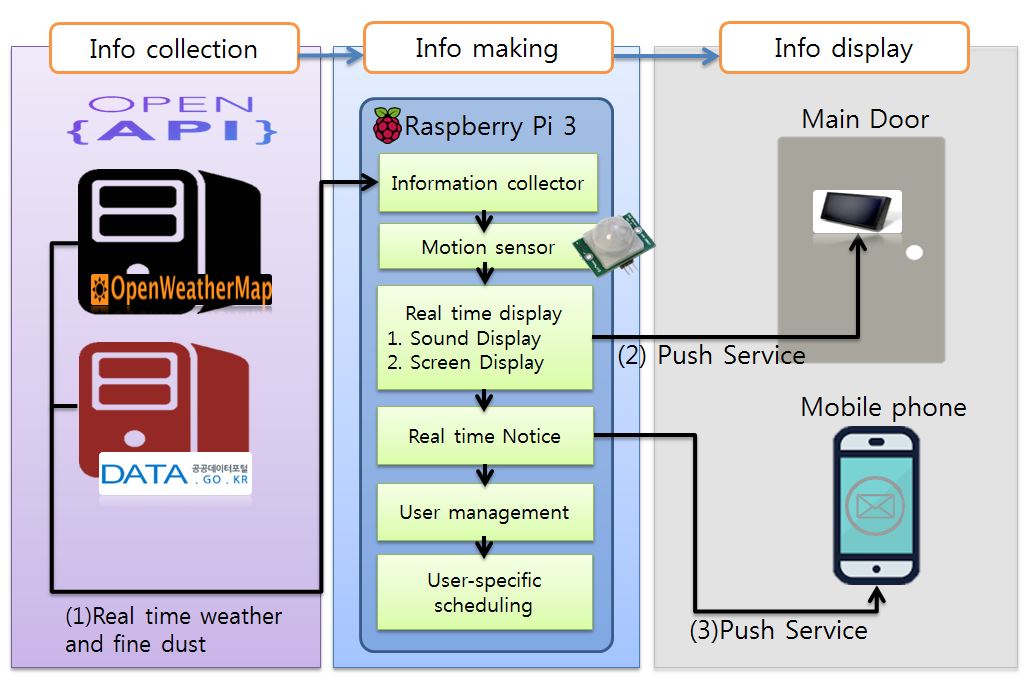 Info collection
Info making
Info display
OPEN
{API}
OpenWeatherMap
DATA 공공데이터포털
.GO.KR
(1)Real time weather
and fine dust
Raspberry Pi 3
Information collector
Motion sensor
Real time display
1. Sound Display
2. Screen Display
Real time Notice
User management
User-specific
scheduling
Main Door
(2) Push Service
Mobile phone
(3)Push Service